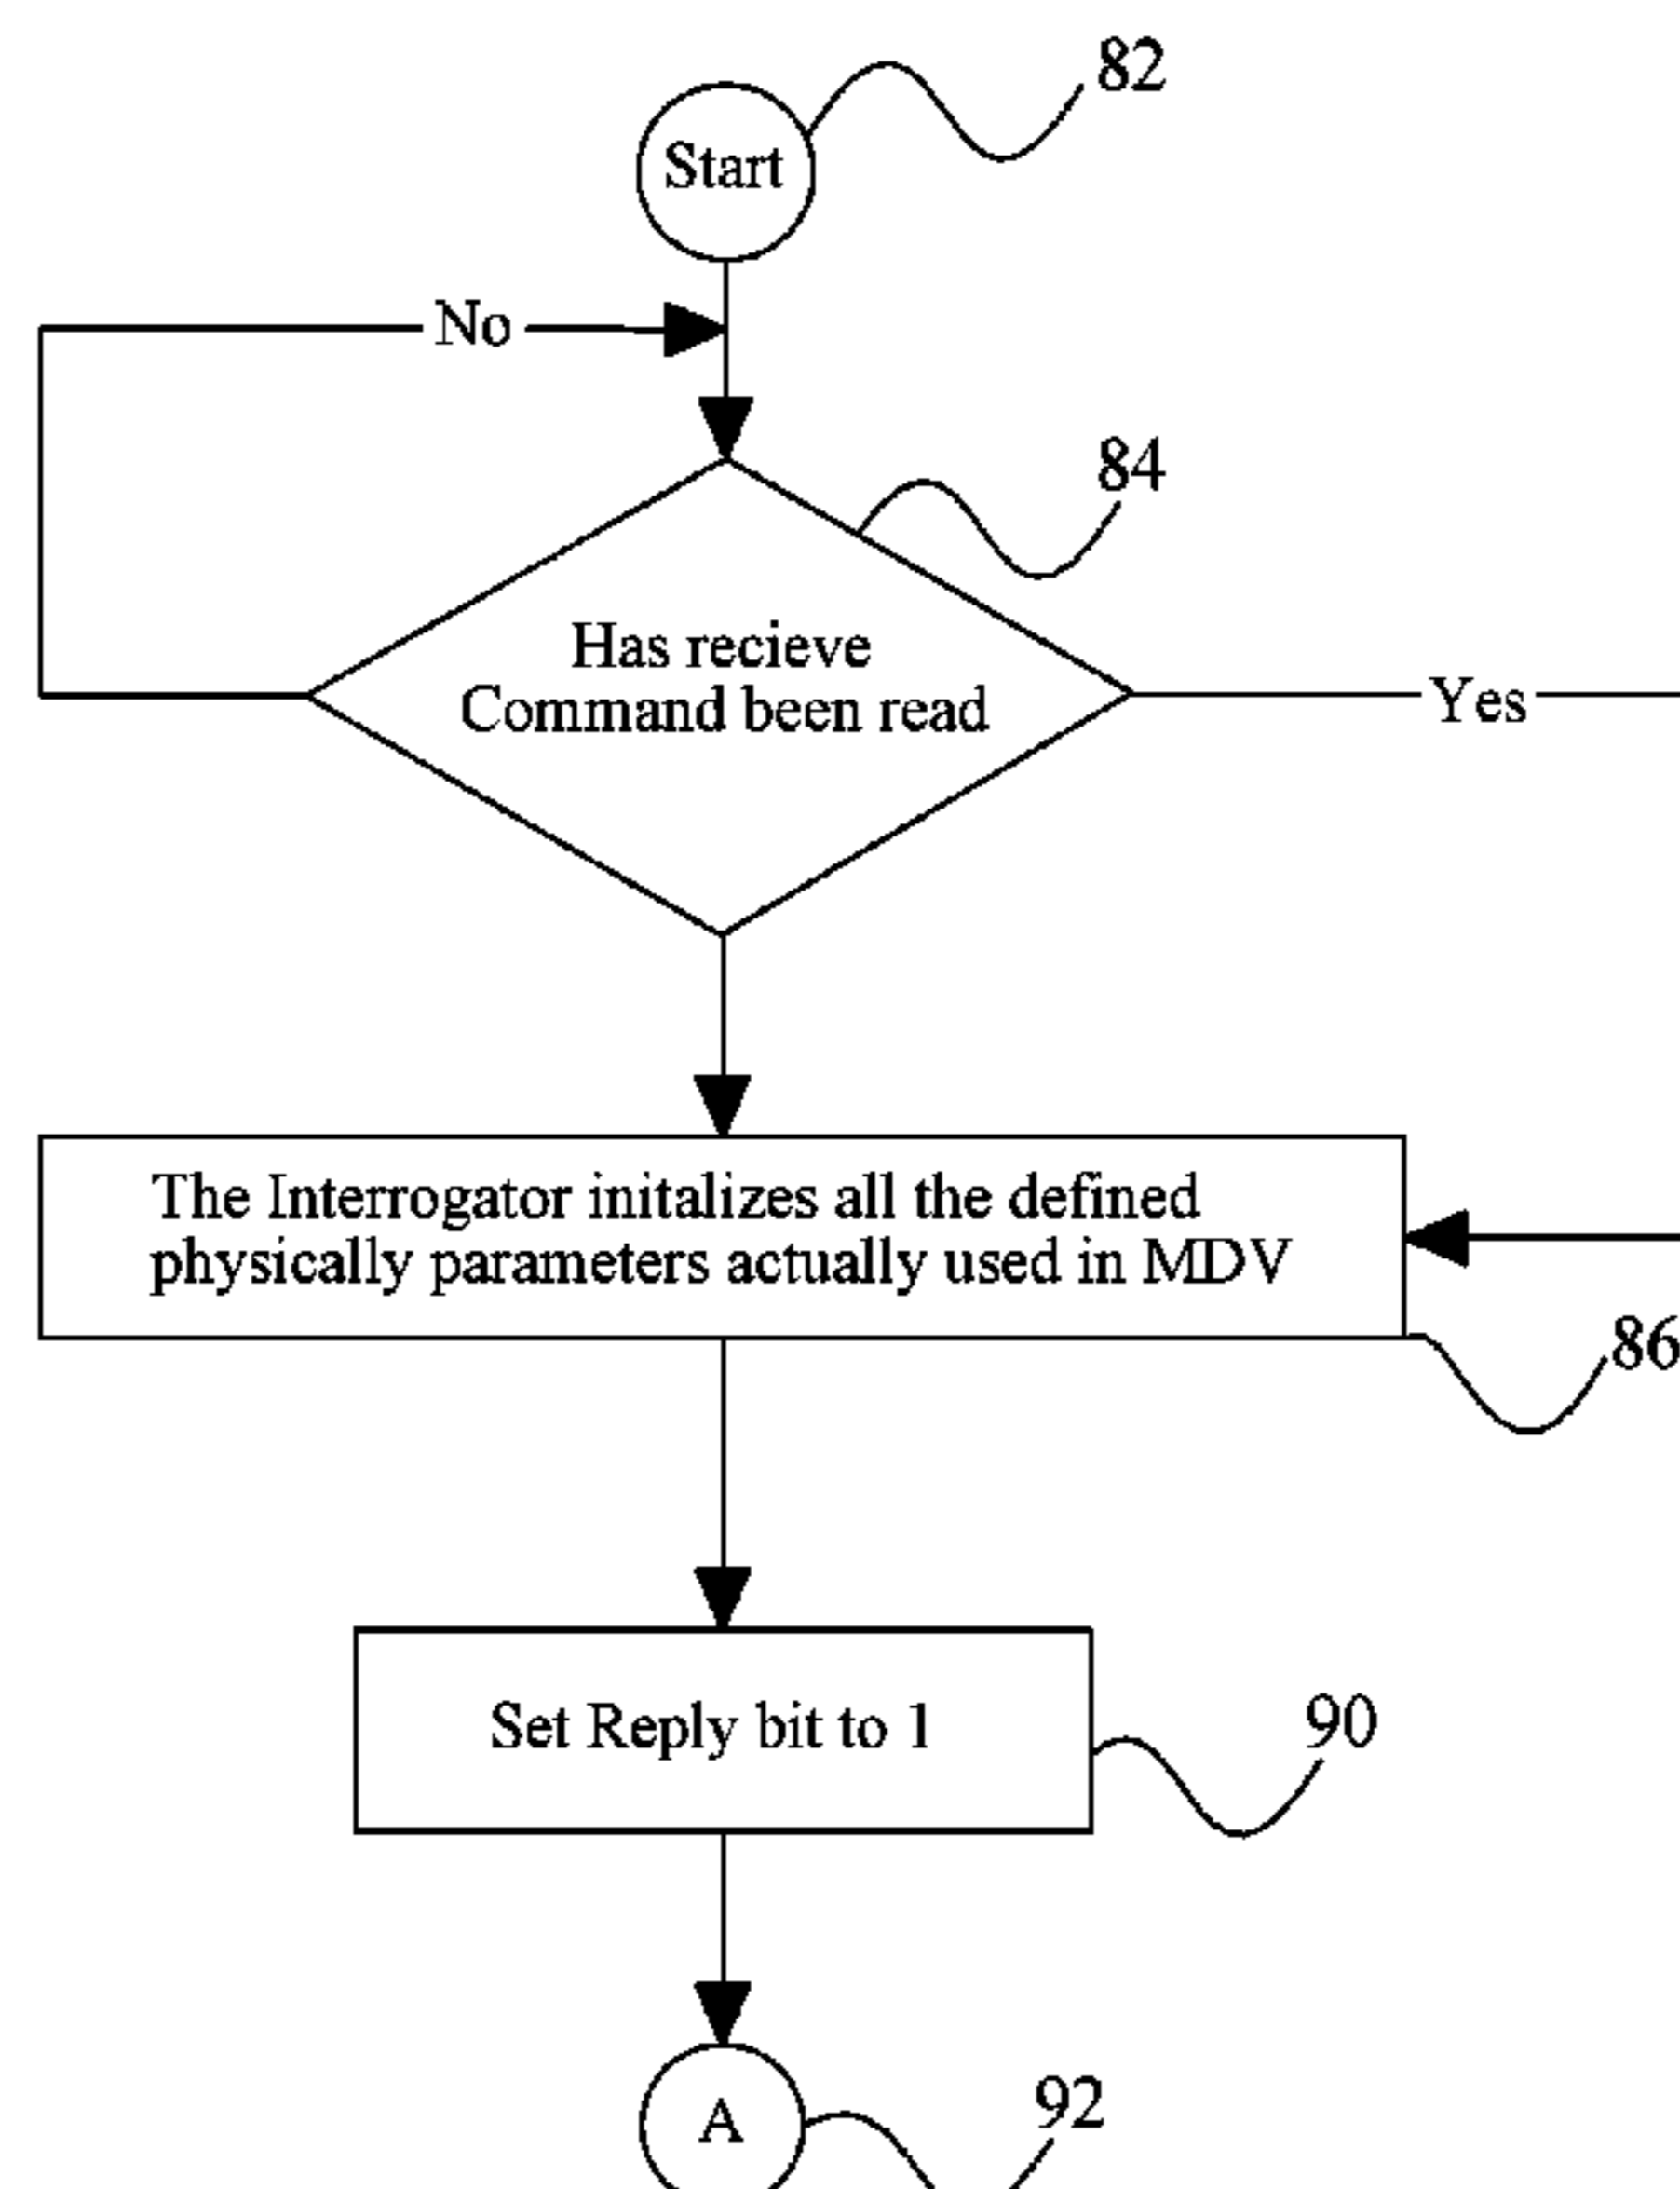 82
Start
No
84
Has recieve
Command been read
Yes
The Interrogator initalizes all the defined
physically parameters actually used in MDV
86
Set Reply bit to 1
90
92
A